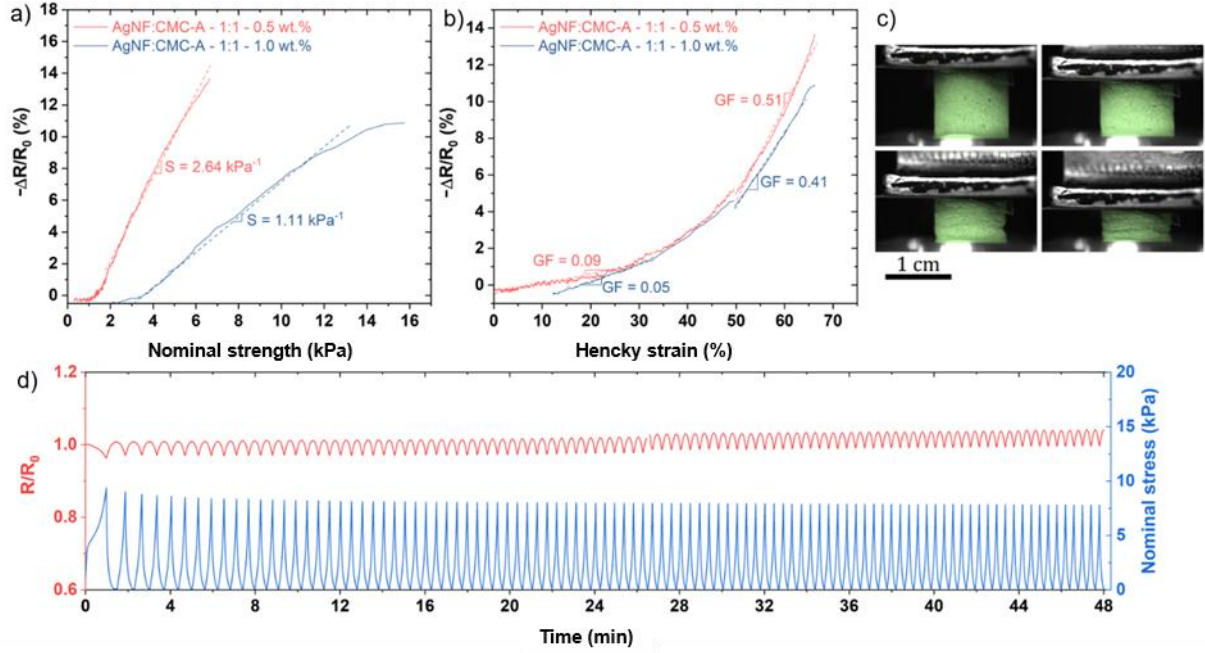 a)
AgNF:CMC-A - 1:1 - 0.5 wt.%
AgNF:CMC-A - 1:1 - 1.0 wt.%
-ΔR/R0 (%)
18
16
14
12
10
8
6
4
2
0
S = 2.64 kPa-1
S = 1.11 kPa-1
0 2 4 6 8 10 12 14 16
Nominal strength (kPa)
b)
AgNF:CMC-A - 1:1 - 0.5 wt.%
AgNF:CMC-A - 1:1 - 1.0 wt.%
-ΔR/R0 (%)
14
12
10
8
6
4
2
0
GF = 0.51
GF = 0.41
GF = 0.09
GF = 0.05
0 10 20 30 40 50 60 70
Hencky strain (%)
c)
1 cm
d)
R/R0
1.2
1.0
0.8
0.6
20
15
10
5
0
Nominal stress (kPa)
0 4 8 12 16 20 24 28 32 36 40 44 48
Time (min)